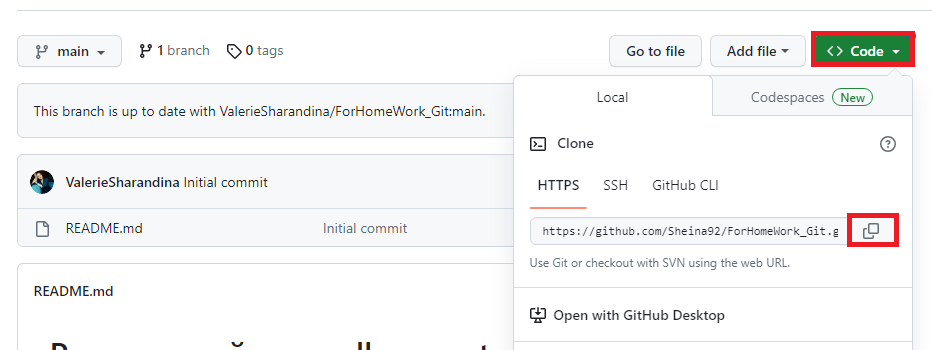 main 1 branch 0 tags Go to file Add file <> Code
This branch is up to date with ValerieSharandina/ForHomeWork_Git:main.
Local Codespaces New
Clone
ValerieSharandina Initial commit
HTTPS SSH GitHub CLI
README.md Initial commit
https://github.com/Sheina92/ForHomeWork_Git.g
Use Git or checkout with SVN using the web URL.
README.md
Open with GitHub Desktop